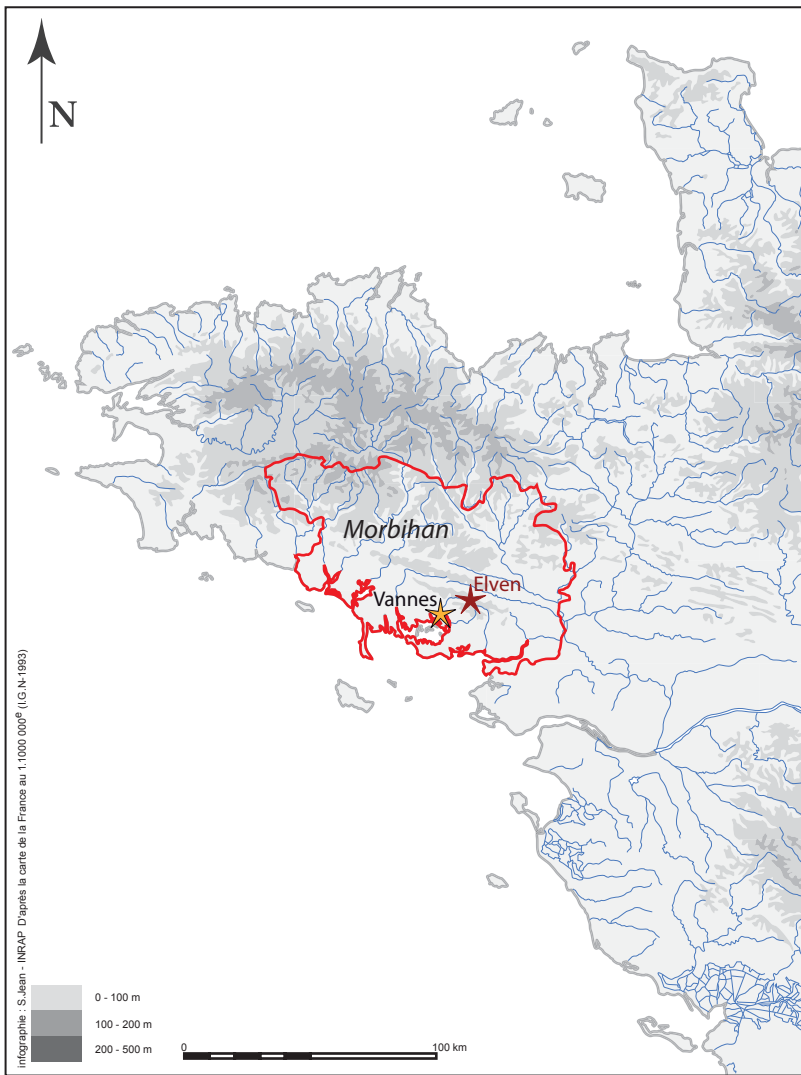 N
Morbihan
Elven
Vannes
infographie : S.Jean - INRAP D'après la carte de la France au 1.1000 000e (I.G.N-1993)
0 - 100 m
100 - 200 m
200 - 500 m
0
100 km